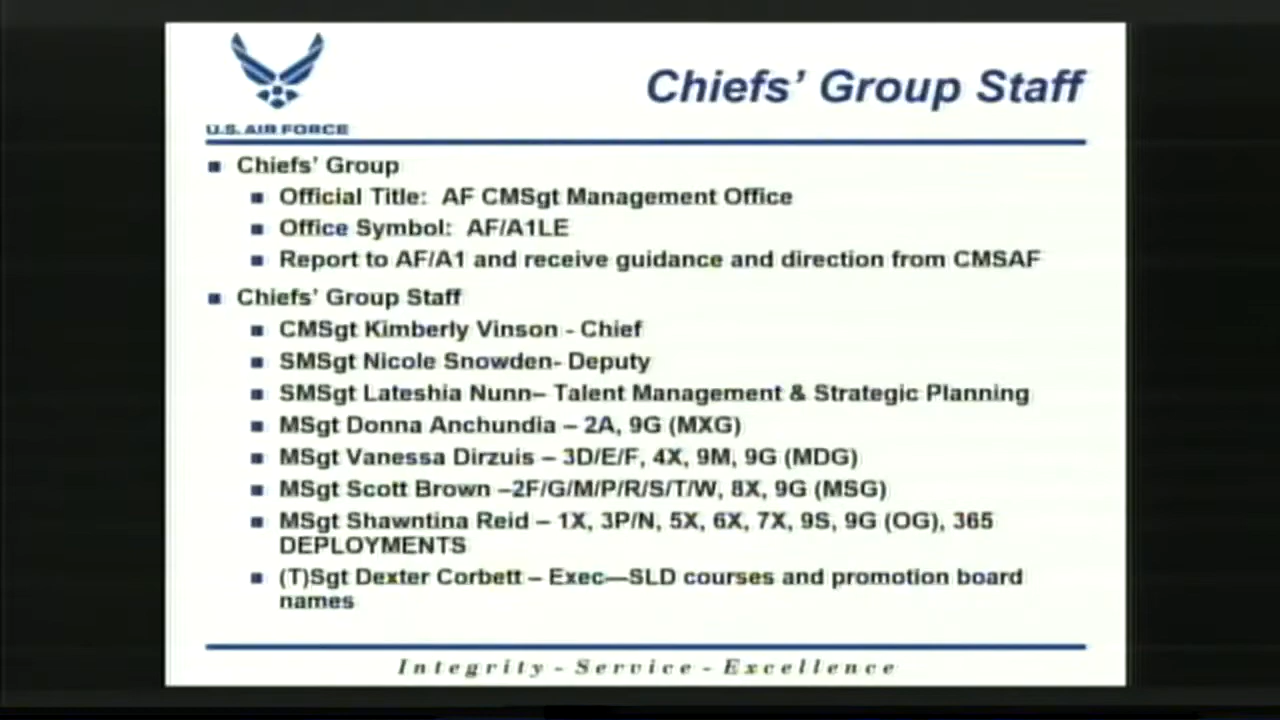 Chiefs' Group Staff
U.S. AIR FORCE
Chiefs' Group
Official Title: AF CMSgt Management Office
Office Symbol: AF/A1LE
Report to AF/A1 and receive guidance and direction from CMSAF
Chiefs' Group Staff
CMSgt Kimberly Vinson - Chief
SMSgt Nicole Snowden- Deputy
SMSgt Lateshia Nunn– Talent Management & Strategic Planning
MSgt Donna Anchundia – 2A, 9G (MXG)
MSgt Vanessa Dirzuis – 3D/E/F, 4X, 9M, 9G (MDG)
MSgt Scott Brown –2F/G/M/P/R/S/T/W, 8X, 9G (MSG)
MSgt Shawntina Reid – 1X, 3P/N, 5X, 6X, 7X, 9S, 9G (OG), 365
DEPLOYMENTS
(T)Sgt Dexter Corbett – Exec—SLD courses and promotion board
names
Integrity - Service - Excellence